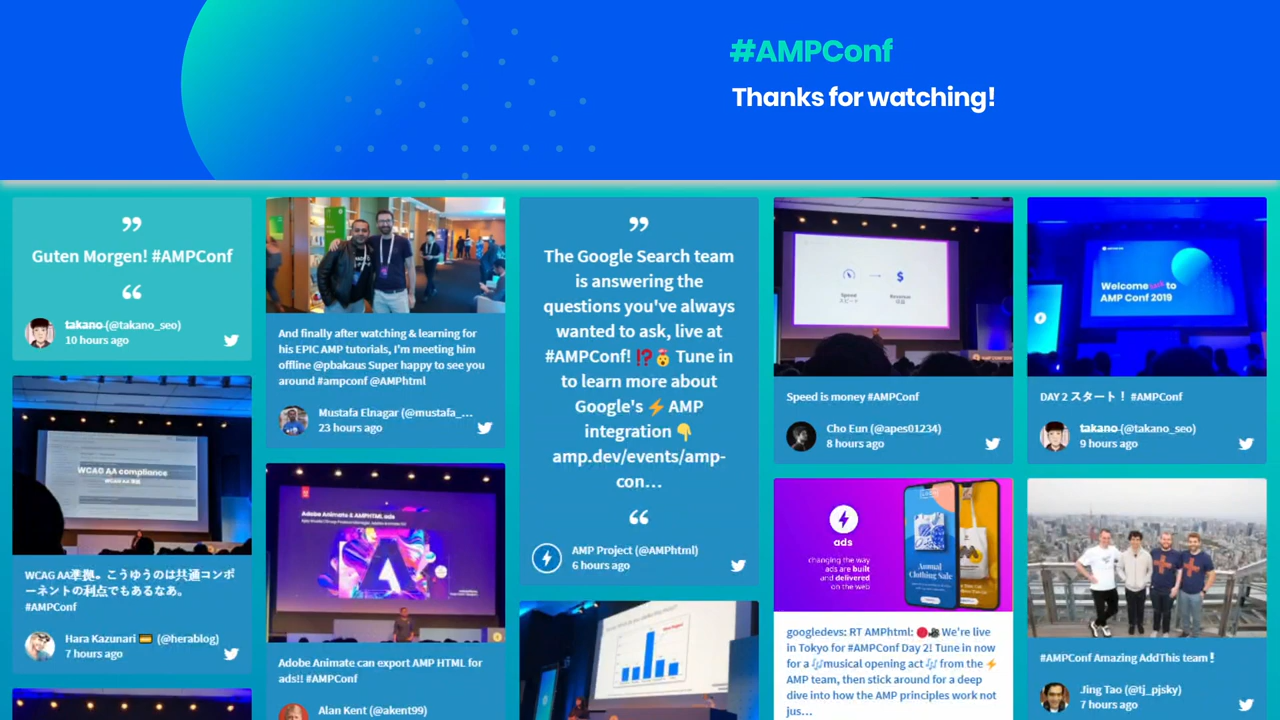 #AMPConf
Thanks for watching!
Guten Morgen! #AMPConf
takano (@takano_seo)
10 hours ago
WCAG AA compliance
WCAG AA準拠。こうゆうのは共通コンポ
ーネントの利点でもあるなあ。
#AMPConf
Hara Kazunari 💳 (@herablog)
7 hours ago
And finally after watching & learning for
his EPIC AMP tutorials, I'm meeting him
offline @pbakaus Super happy to see you
around #ampconf @AMPhtml
Mustafa Elnagar (@mustafa_...
23 hours ago
Adobe Animate & AMPHTML ads
Adobe Animate can export AMP HTML for
ads!! #AMPConf
Alan Kent (@akent99)
The Google Search team
is answering the
questions you've always
wanted to ask, live at
#AMPConf! ⁉️🥇 Tune in
to learn more about
Google's ⚡ AMP
integration 👇
amp.dev/events/amp-
con...
AMP Project (@AMPhtml)
6 hours ago
Speed
スピード
$
Speed is money #AMPConf
Cho Eun (@apes01234)
8 hours ago
ads
changing the way
ads are built
and delivered
on the web
Annual
Clothing Sale
googledevs: RT AMPhtml: 🔴🎥 We're live
in Tokyo for #AMPConf Day 2! Tune in now
for a 🎶musical opening act 🎶 from the ⚡
AMP team, then stick around for a deep
dive into how the AMP principles work not
jus...
Welcome back to
AMP Conf 2019
DAY 2 スタート！ #AMPConf
takano (@takano_seo)
9 hours ago
#AMPConf Amazing AddThis team❗
Jing Tao (@tj_pjsky)
7 hours ago